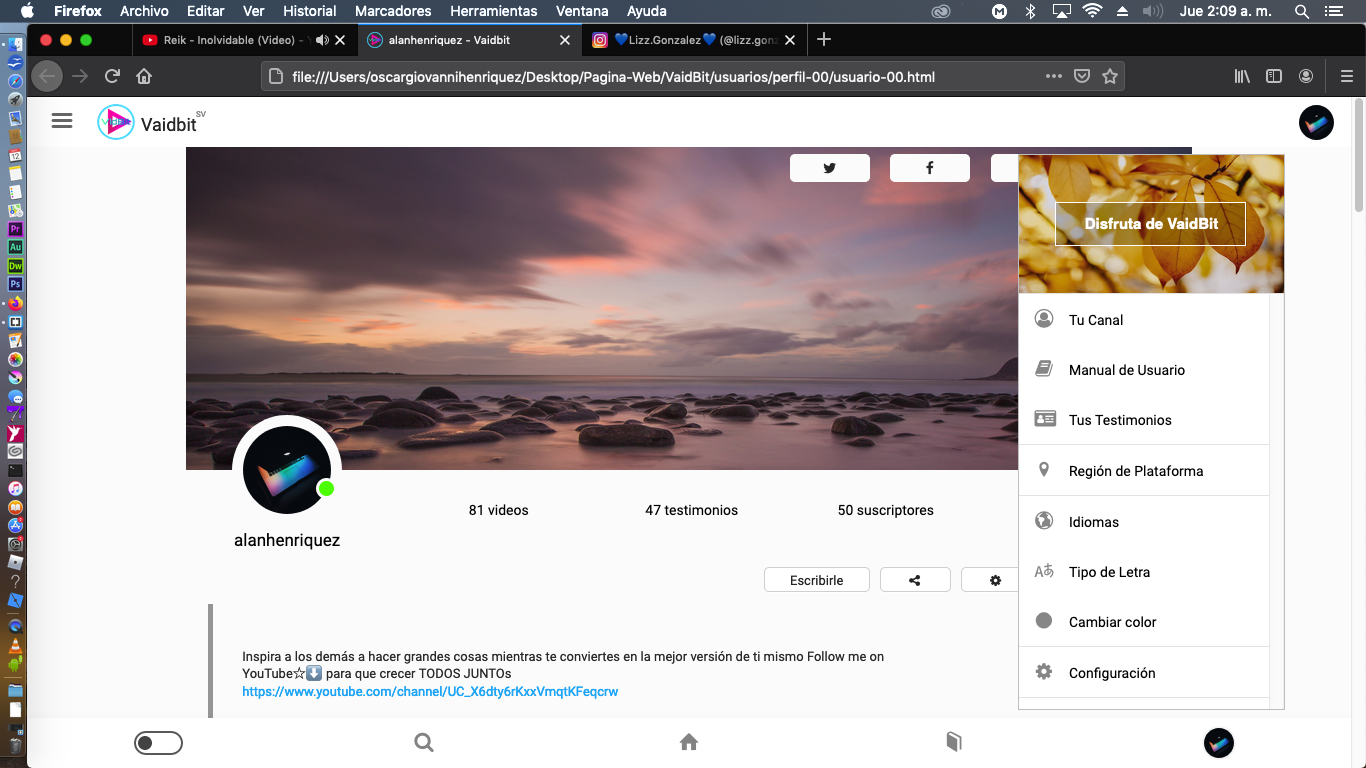 Firefox Archivo Editar Ver Historial Marcadores Herramientas Ventana Ayuda Jue 2:09 a. m.
Reik - Inolvidable (Video) -
alanhenriquez - Vaidbit
💙Lizz.Gonzalez💙 (@lizz.gonz
file:///Users/oscargiovannihenriquez/Desktop/Pagina-Web/VaidBit/usuarios/perfil-00/usuario-00.html
Vaidbit SV
Disfruta de VaidBit
Tu Canal
Manual de Usuario
Tus Testimonios
Región de Plataforma
Idiomas
Tipo de Letra
Cambiar color
Configuración
81 videos 47 testimonios 50 suscriptores
alanhenriquez
Escribirle
Inspira a los demás a hacer grandes cosas mientras te conviertes en la mejor versión de ti mismo Follow me on
YouTube☆⬇️ para que crecer TODOS JUNTOs
https://www.youtube.com/channel/UC_X6dty6rKxxVmqtKFeqcrw
Pr
Au
Dw
Ps